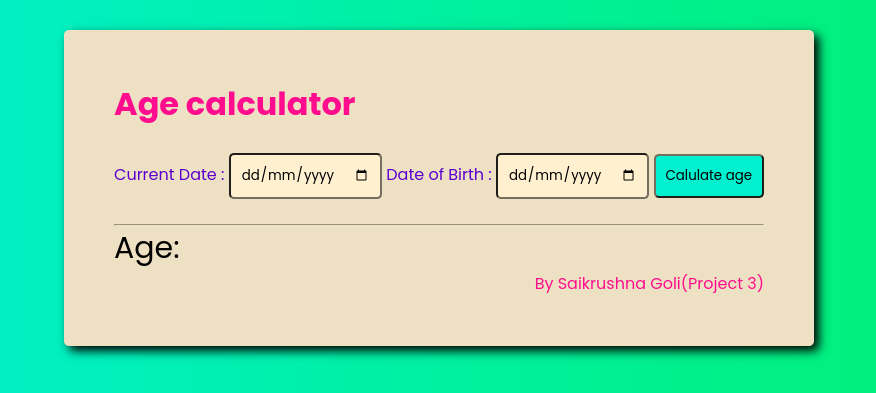 Age calculator
Current Date : dd/mm/yyyy Date of Birth : dd/mm/yyyy Calulate age
Age:
By Saikrushna Goli(Project 3)